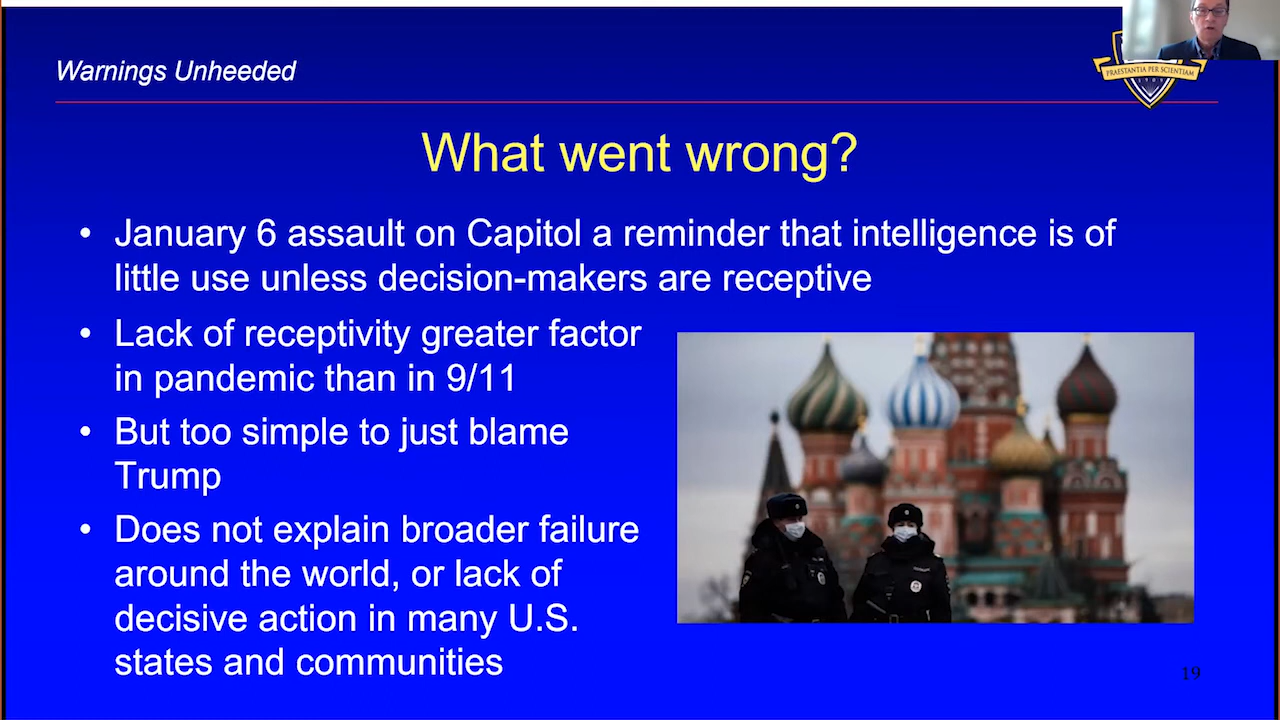 Warnings Unheeded
PRAESTANTIA PER SCIENTIAM
1909
What went wrong?
• January 6 assault on Capitol a reminder that intelligence is of
little use unless decision-makers are receptive
• Lack of receptivity greater factor
in pandemic than in 9/11
• But too simple to just blame
Trump
• Does not explain broader failure
around the world, or lack of
decisive action in many U.S.
states and communities
19